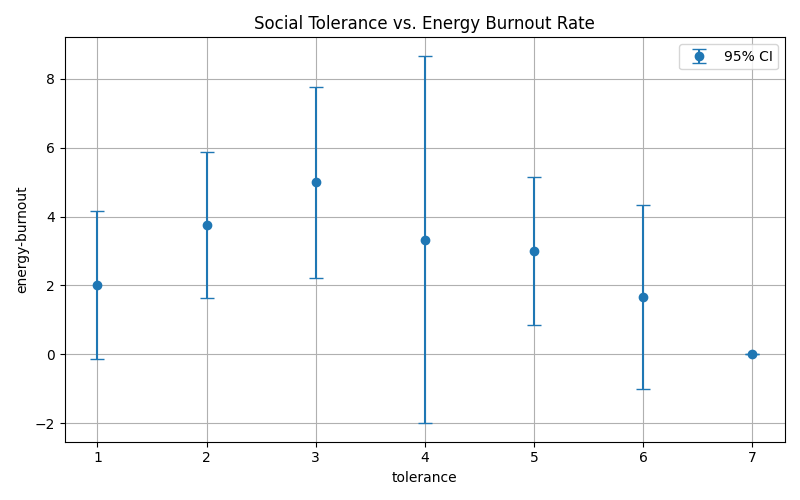 Social Tolerance vs. Energy Burnout Rate
95% CI
energy-burnout
8
6
4
2
0
−2
1 2 3 4 5 6 7
tolerance